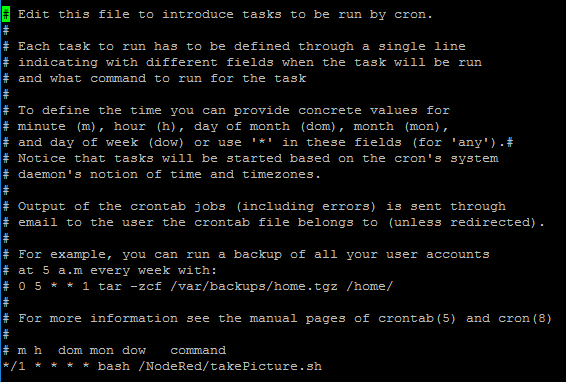 # Edit this file to introduce tasks to be run by cron.
#
# Each task to run has to be defined through a single line
# indicating with different fields when the task will be run
# and what command to run for the task
#
# To define the time you can provide concrete values for
# minute (m), hour (h), day of month (dom), month (mon),
# and day of week (dow) or use '*' in these fields (for 'any').#
# Notice that tasks will be started based on the cron's system
# daemon's notion of time and timezones.
#
# Output of the crontab jobs (including errors) is sent through
# email to the user the crontab file belongs to (unless redirected).
#
# For example, you can run a backup of all your user accounts
# at 5 a.m every week with:
# 0 5 * * 1 tar -zcf /var/backups/home.tgz /home/
#
# For more information see the manual pages of crontab(5) and cron(8)
#
# m h  dom mon dow   command
*/1 * * * * bash /NodeRed/takePicture.sh